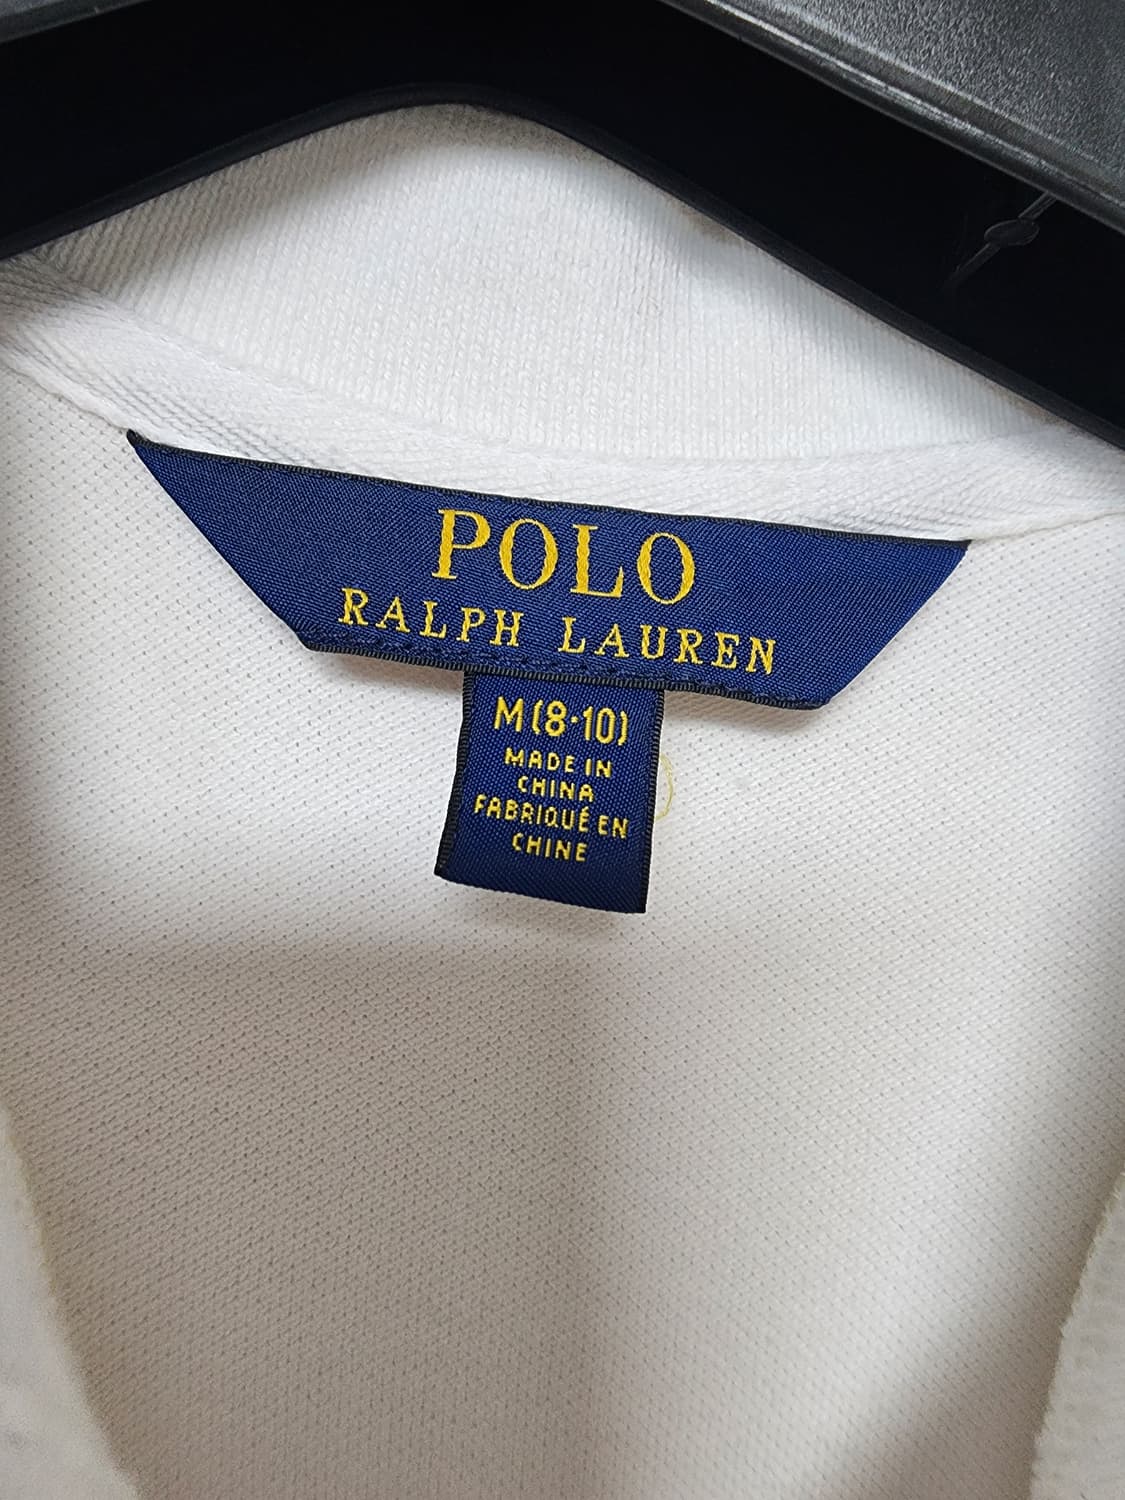 POLO
RALPH LAUREN
M(8·10)
MADE IN
CHINA
FABRIQUÉ EN
CHINE